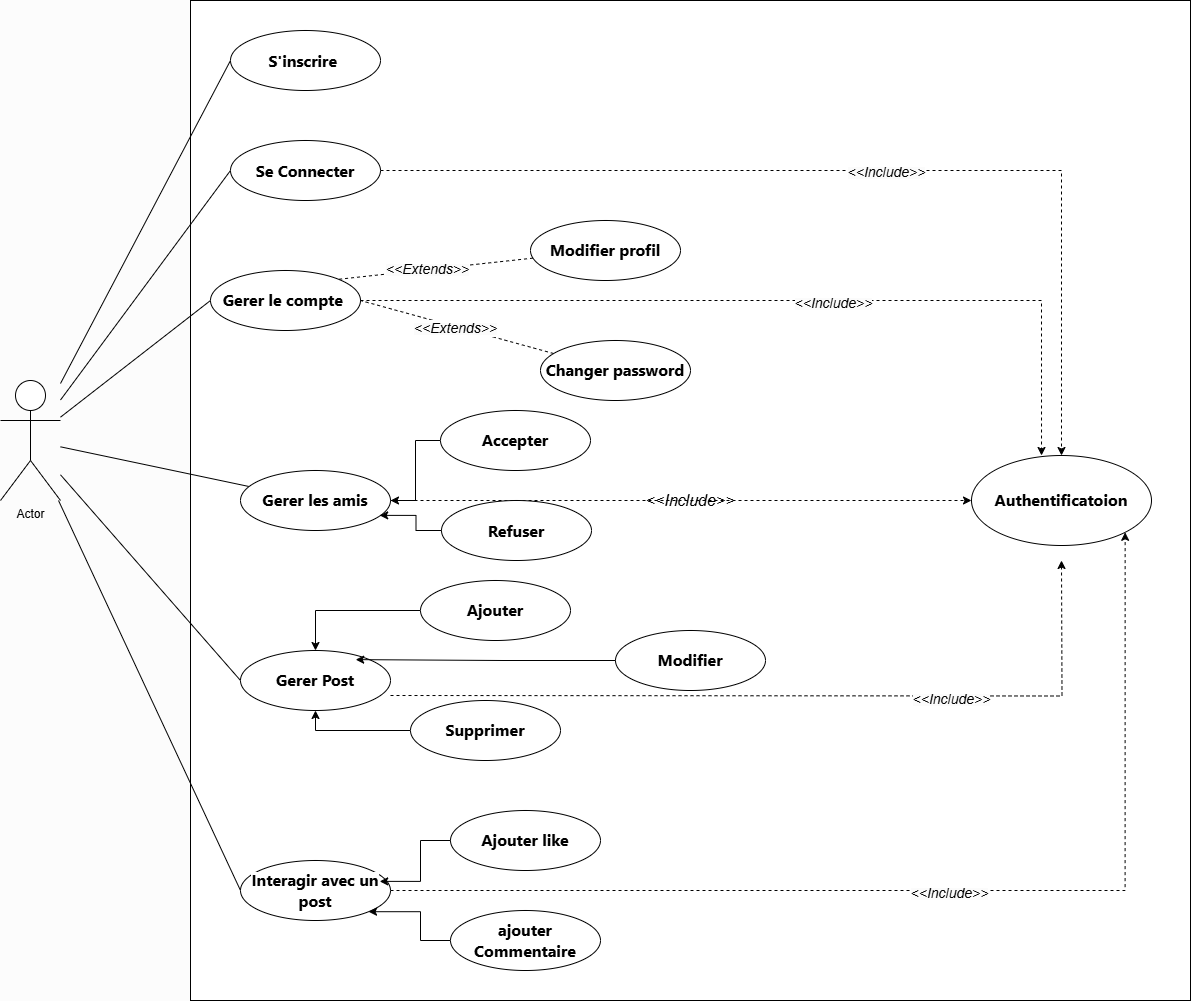 S'inscrire
Se Connecter
<<Include>>
Modifier profil
<<Extends>>
Gerer le compte
<<Include>>
<<Extends>>
Changer password
Accepter
Gerer les amis
<<Include>>
Authentificatoion
Actor
Refuser
Ajouter
Modifier
Gerer Post
<<Include>>
Supprimer
Ajouter like
Interagir avec un
post
<<Include>>
ajouter
Commentaire